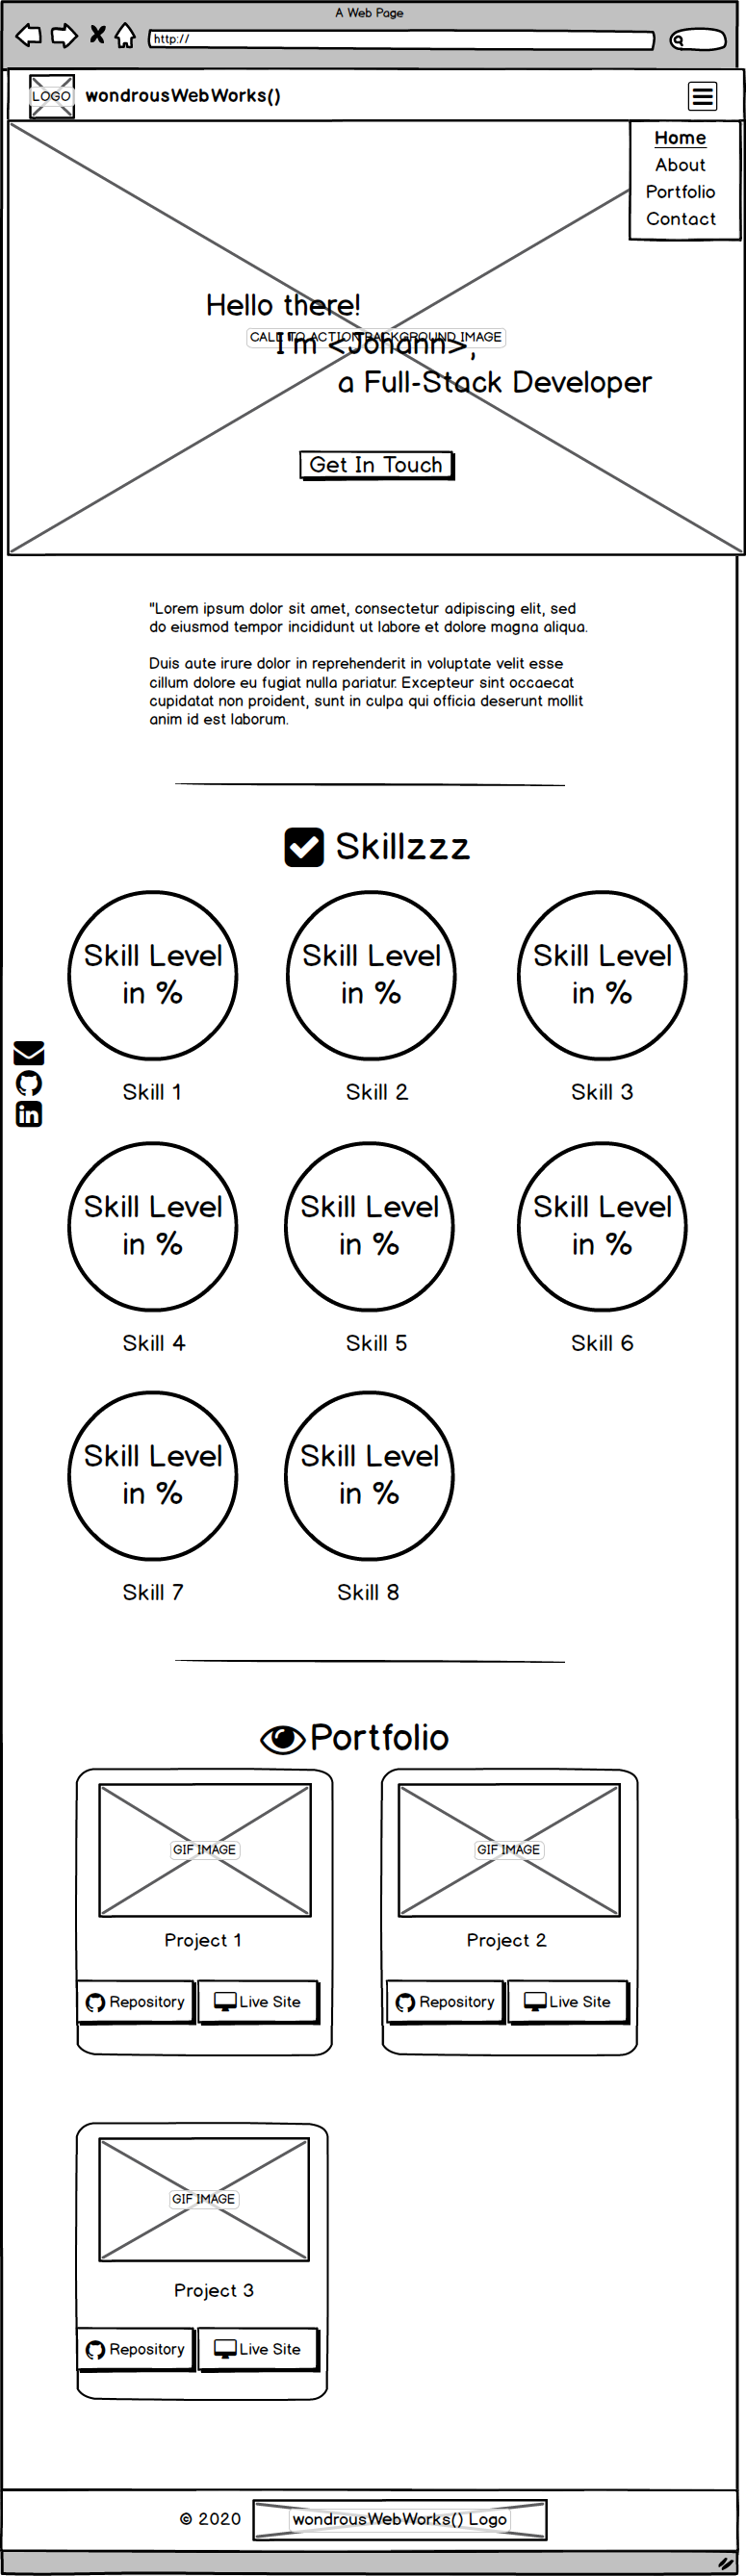 A Web Page
http://
LOGO
wondrousWebWorks()
Home
About
Portfolio
Contact
Hello there!
CALL TO ACTION BACKGROUND IMAGE
I'm <Johann>,
a Full-Stack Developer
Get In Touch
"Lorem ipsum dolor sit amet, consectetur adipiscing elit, sed
do eiusmod tempor incididunt ut labore et dolore magna aliqua.
Duis aute irure dolor in reprehenderit in voluptate velit esse
cillum dolore eu fugiat nulla pariatur. Excepteur sint occaecat
cupidatat non proident, sunt in culpa qui officia deserunt mollit
anim id est laborum.
Skillzzz
Skill Level
in %
Skill Level
in %
Skill Level
in %
Skill 1
Skill 2
Skill 3
in
Skill Level
in %
Skill Level
in %
Skill Level
in %
Skill 4
Skill 5
Skill 6
Skill Level
in %
Skill Level
in %
Skill 7
Skill 8
Portfolio
GIF IMAGE
GIF IMAGE
Project 1
Project 2
Repository
Live Site
Repository
Live Site
GIF IMAGE
Project 3
Repository
Live Site
© 2020
wondrousWebWorks() Logo